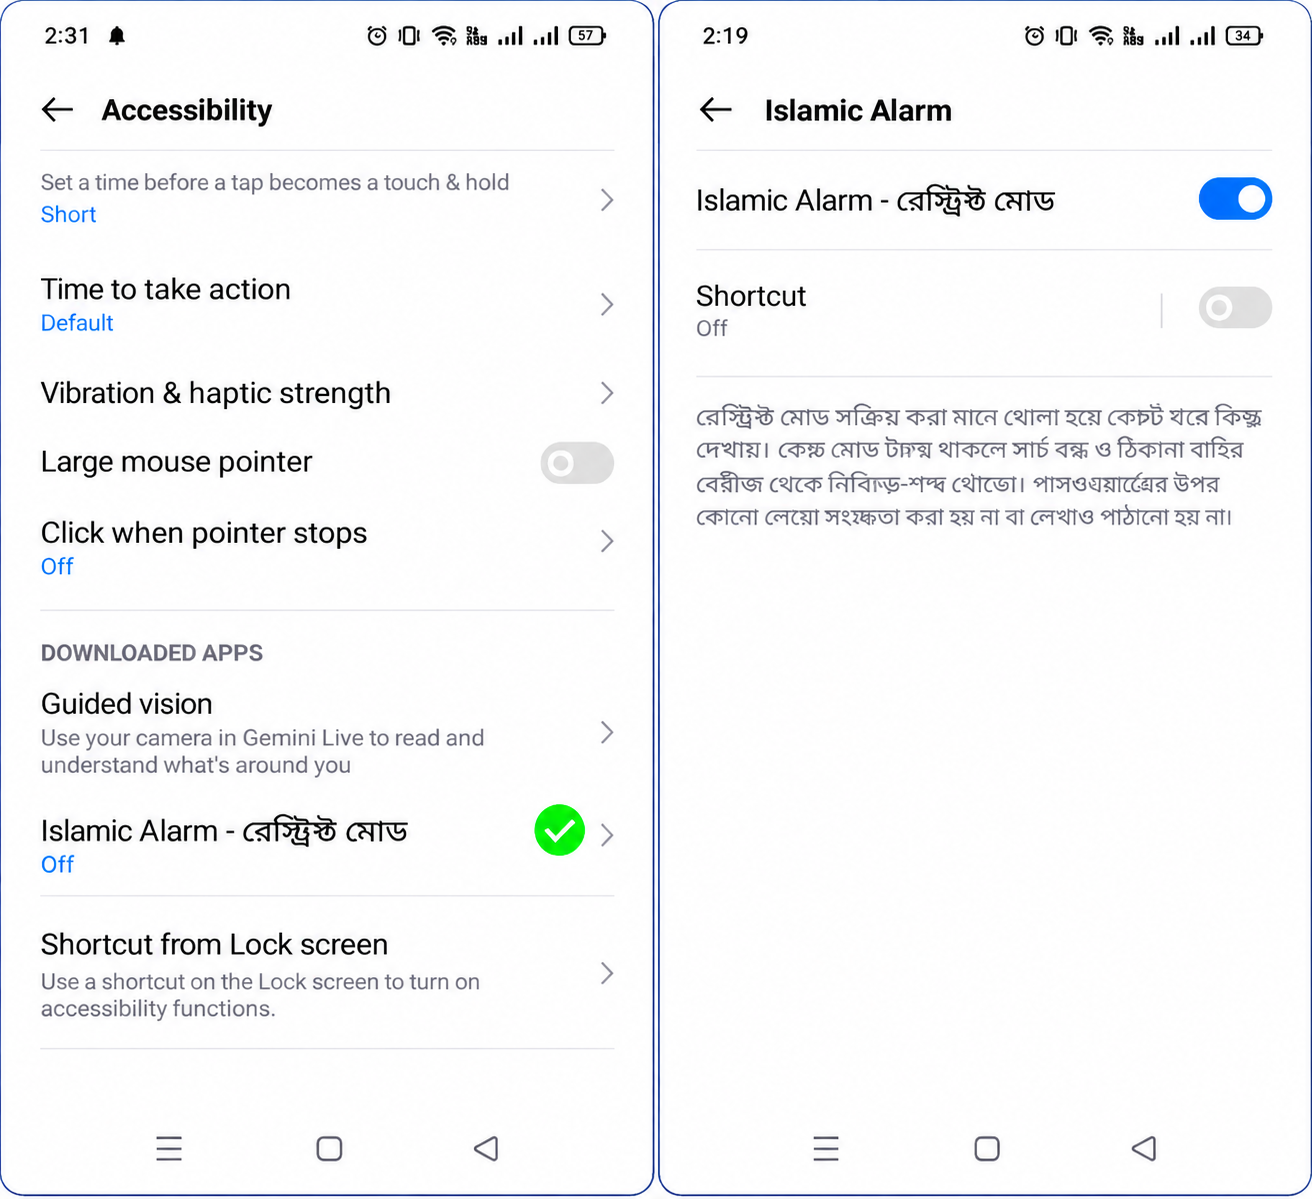 2:31
57
Accessibility
Set a time before a tap becomes a touch & hold
Short
Time to take action
Default
Vibration & haptic strength
Large mouse pointer
Click when pointer stops
Off
DOWNLOADED APPS
Guided vision
Use your camera in Gemini Live to read and
understand what's around you
Islamic Alarm - রেস্ট্রিক্ট মোড
Off
Shortcut from Lock screen
Use a shortcut on the Lock screen to turn on
accessibility functions.
2:19
34
Islamic Alarm
Islamic Alarm - রেস্ট্রিক্ট মোড
Shortcut
Off
রেস্ট্রিক্ট মোড সক্রিয় করা মানে খোলা হয়ে
দেখায়। মোড থাকলে সার্চ বন্ধ ও ঠিকানা বাহির
থেকে উপর
কোনো করা হয় না বা লেখাও পাঠানো হয় না।